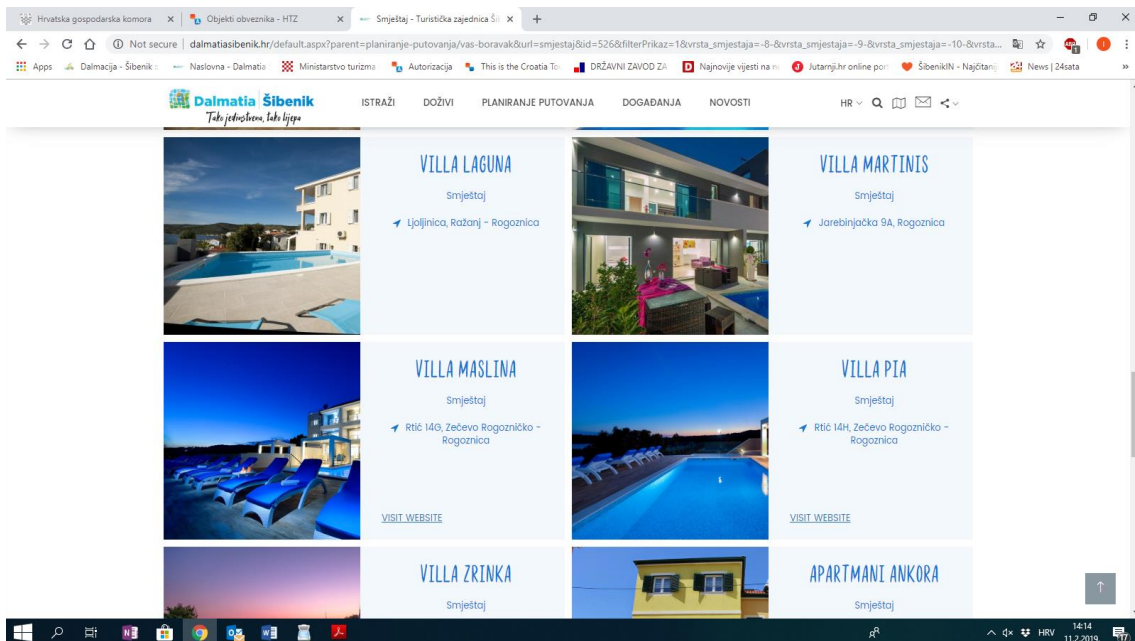 Hrvatska gospodarska komora
Objekti obveznika - HTZ
Smještaj - Turistička zajednica Šib
Not secure | dalmatiasibenik.hr/default.aspx?parent=planiranje-putovanja/vas-boravak&url=smjestaj&id=526&filterPrikaz=1&vrsta_smjestaja=-8-&vrsta_smjestaja=-9-&vrsta_smjestaja=-10-&vrsta...
Apps
Dalmacija - Šibenik
Naslovna - Dalmatia
Ministarstvo turizma
Autorizacija
This is the Croatia To
DRŽAVNI ZAVOD ZA
Najnovije vijesti na n
Jutarnji.hr online por
ŠibenikIN - Najčitanij
News | 24sata
»
Dalmatia Šibenik
Tako jedinstvena, tako lijepa
ISTRAŽI
DOŽIVI
PLANIRANJE PUTOVANJA
DOGAĐANJA
NOVOSTI
HR
VILLA LAGUNA
Smještaj
Ljoljinica, Ražanj - Rogoznica
VILLA MARTINIS
Smještaj
Jarebinjačka 9A, Rogoznica
VILLA MASLINA
Smještaj
Rtić 14G, Zečevo Rogozničko -
Rogoznica
VISIT WEBSITE
VILLA PIA
Smještaj
Rtić 14H, Zečevo Rogozničko -
Rogoznica
VISIT WEBSITE
VILLA ZRINKA
Smještaj
APARTMANI ANKORA
Smještaj
HRV
14:14
11.2.2019.